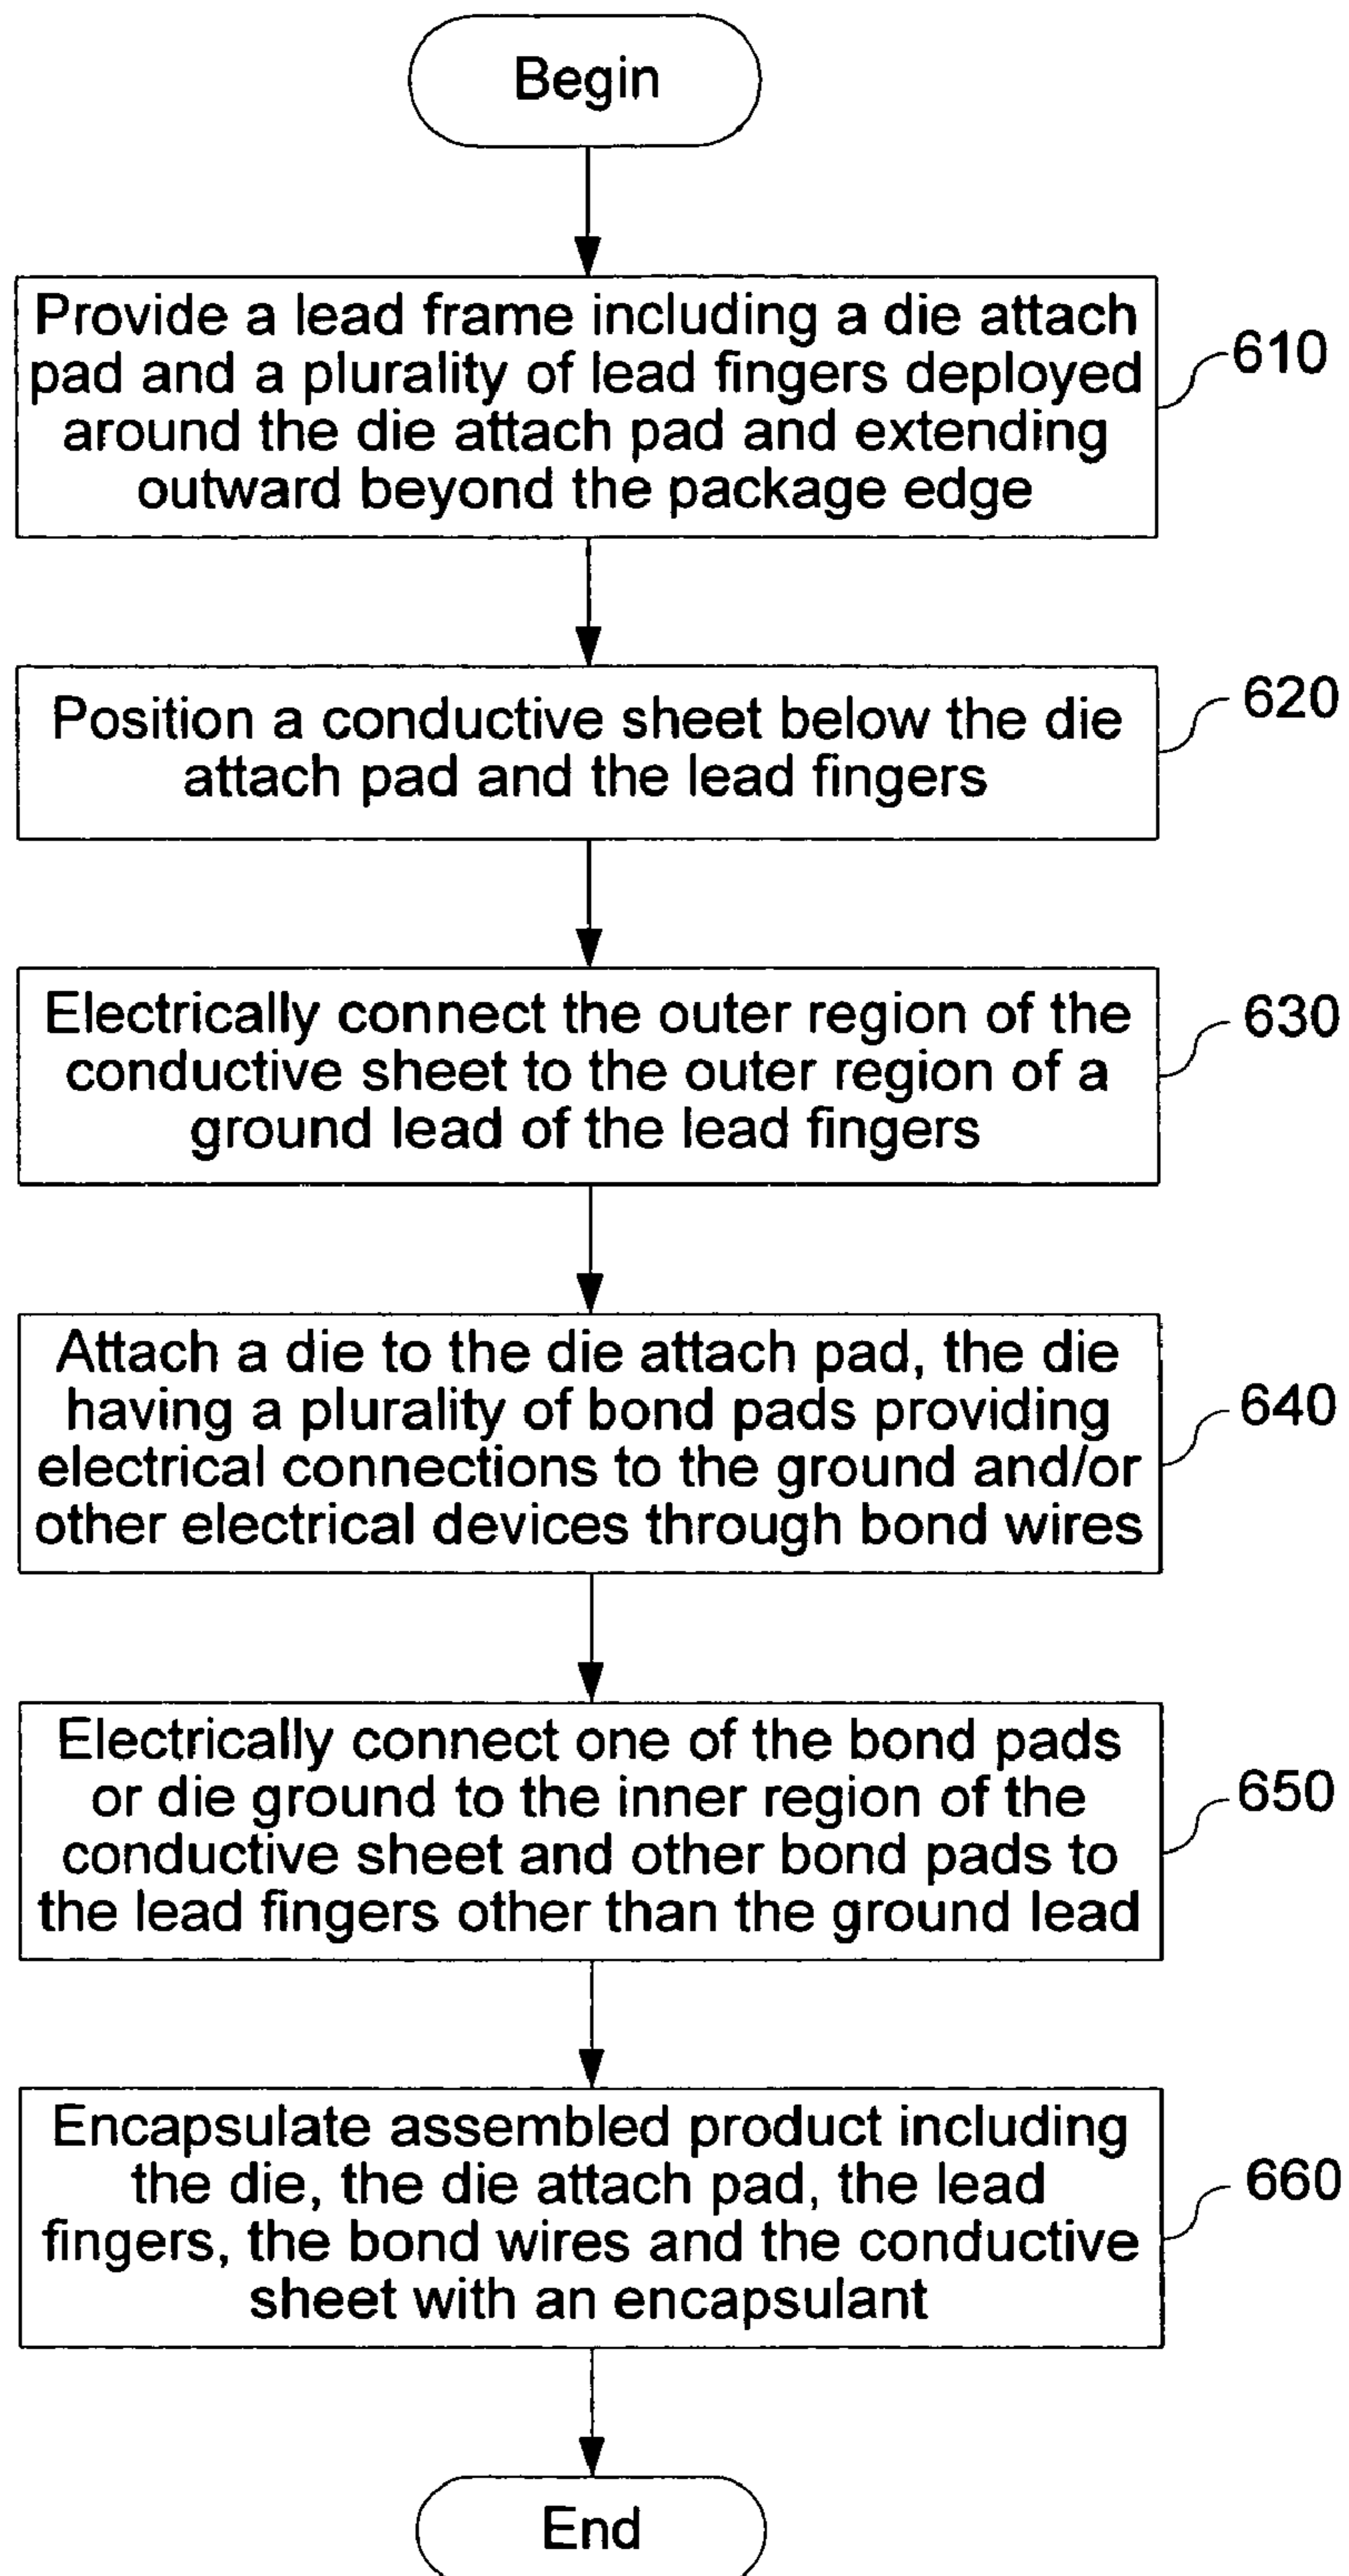 Begin
Provide a lead frame including a die attach
pad and a plurality of lead fingers deployed
around the die attach pad and extending
outward beyond the package edge
610
Position a conductive sheet below the die
attach pad and the lead fingers
620
Electrically connect the outer region of the
conductive sheet to the outer region of a
ground lead of the lead fingers
630
Attach a die to the die attach pad, the die
having a plurality of bond pads providing
electrical connections to the ground and/or
other electrical devices through bond wires
640
Electrically connect one of the bond pads
or die ground to the inner region of the
conductive sheet and other bond pads to
the lead fingers other than the ground lead
650
Encapsulate assembled product including
the die, the die attach pad, the lead
fingers, the bond wires and the conductive
sheet with an encapsulant
660
End